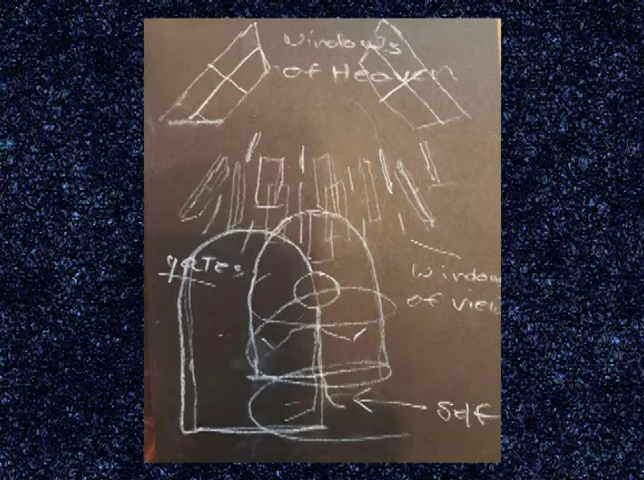 Windows
of Heaven
gates
Window
of view
Self